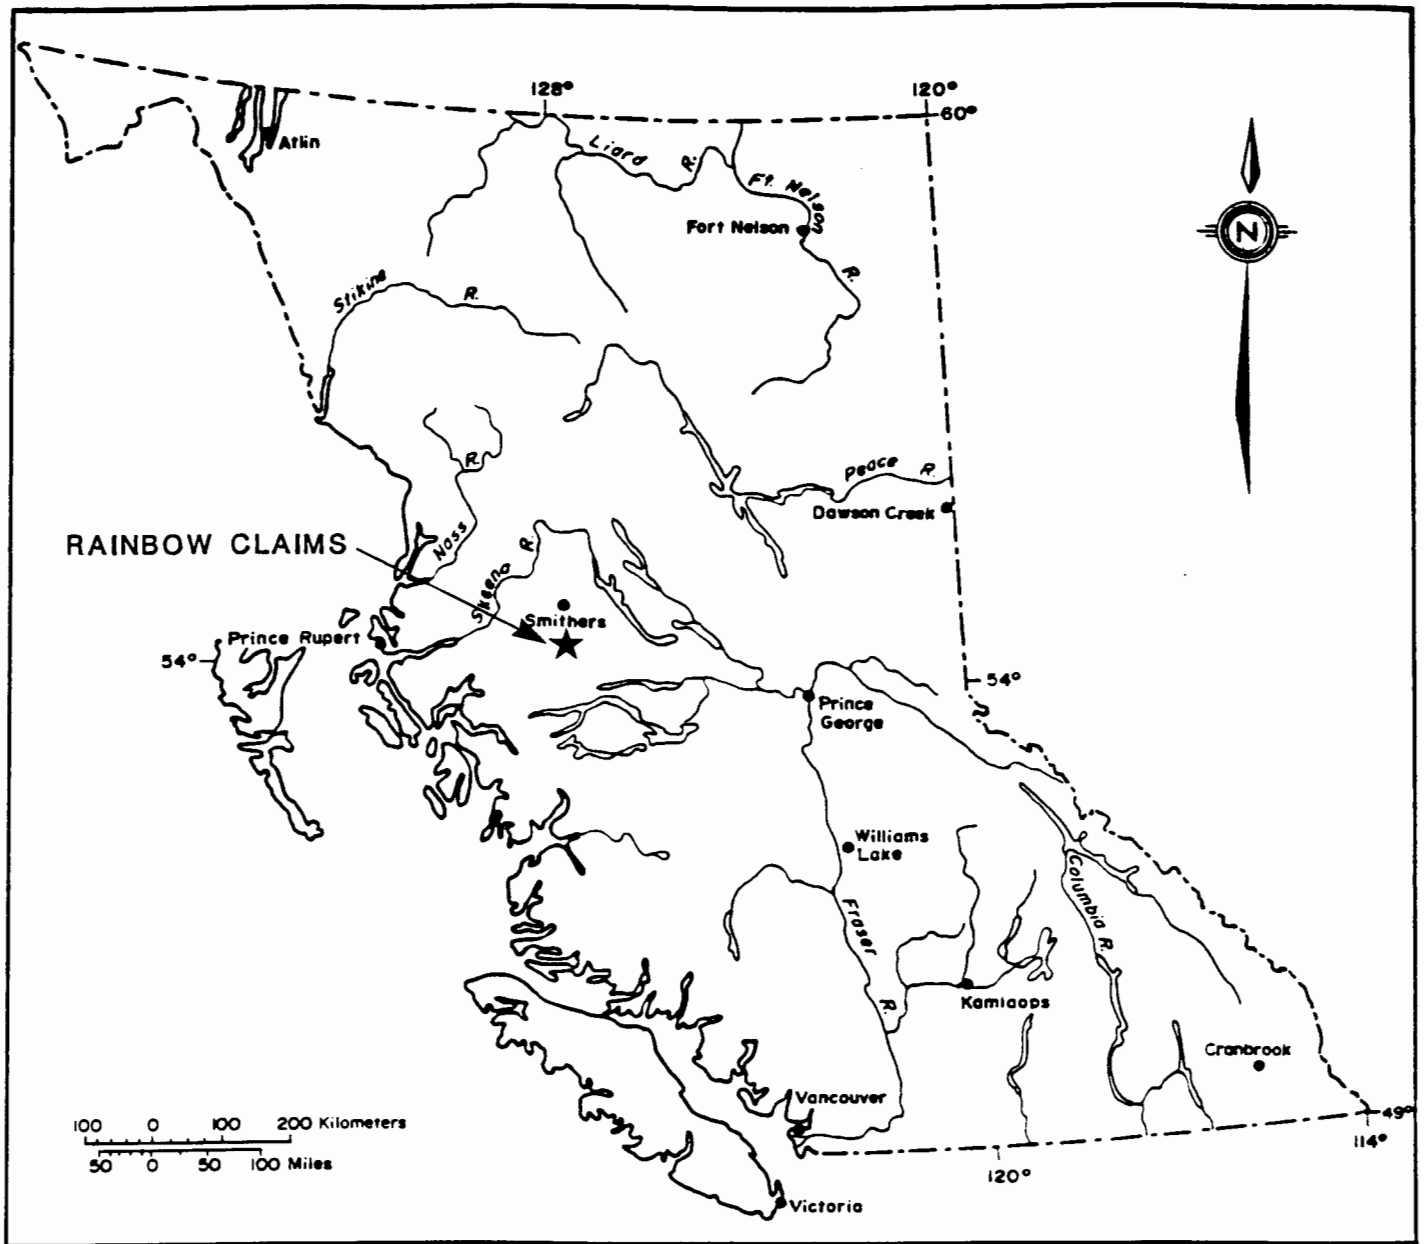 128°
120°
60°
Atlin
Liard R.
Ft. Nelson R.
Fort Nelson
N
Stikine R.
Peace R.
Dawson Creek
Nass R.
RAINBOW CLAIMS
Skeena R.
Smithers
Prince Rupert
54°
54°
Prince
George
Williams
Lake
Columbia R.
Fraser R.
Kamloops
Cranbrook
Vancouver
49°
114°
120°
100 0 100 200 Kilometers
50 0 50 100 Miles
Victoria